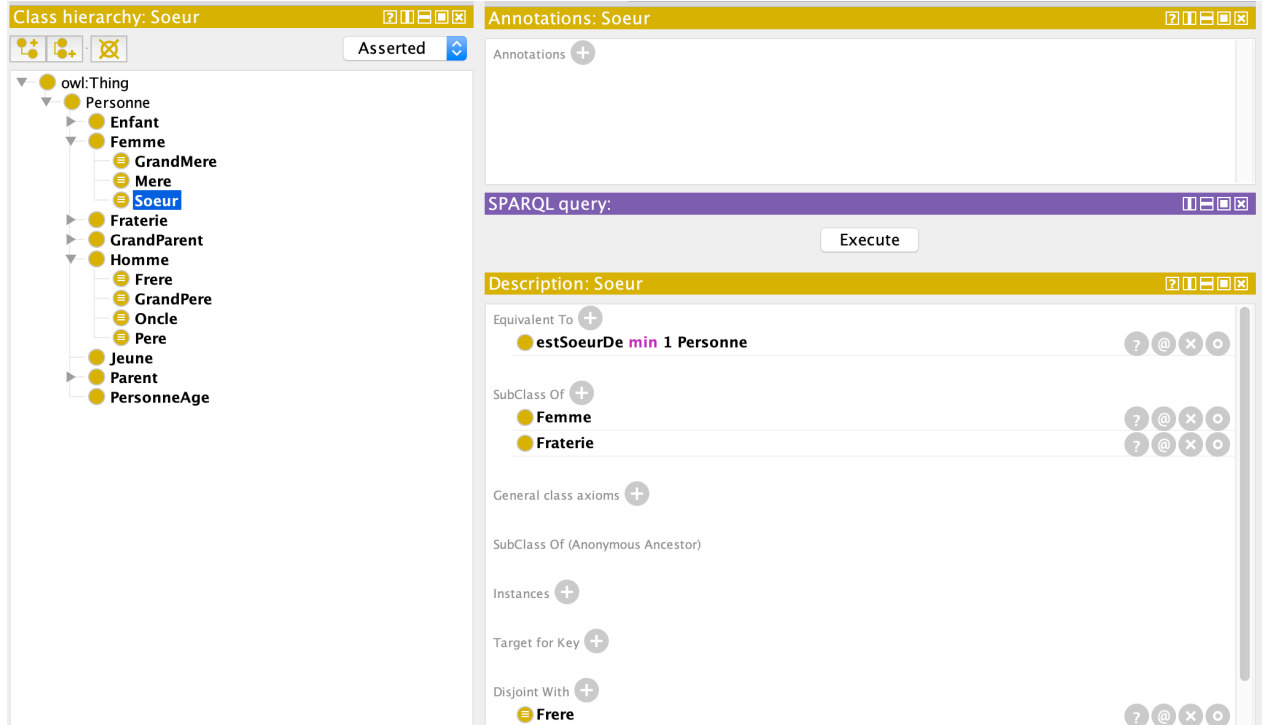 Class hierarchy: Soeur
Asserted
owl:Thing
Personne
Enfant
Femme
GrandMere
Mere
Soeur
Fraterie
GrandParent
Homme
Frere
GrandPere
Oncle
Pere
Jeune
Parent
PersonneAge
Annotations: Soeur
Annotations
SPARQL query:
Execute
Description: Soeur
Equivalent To
estSoeurDe min 1 Personne
SubClass Of
Femme
Fraterie
General class axioms
SubClass Of (Anonymous Ancestor)
Instances
Target for Key
Disjoint With
Frere